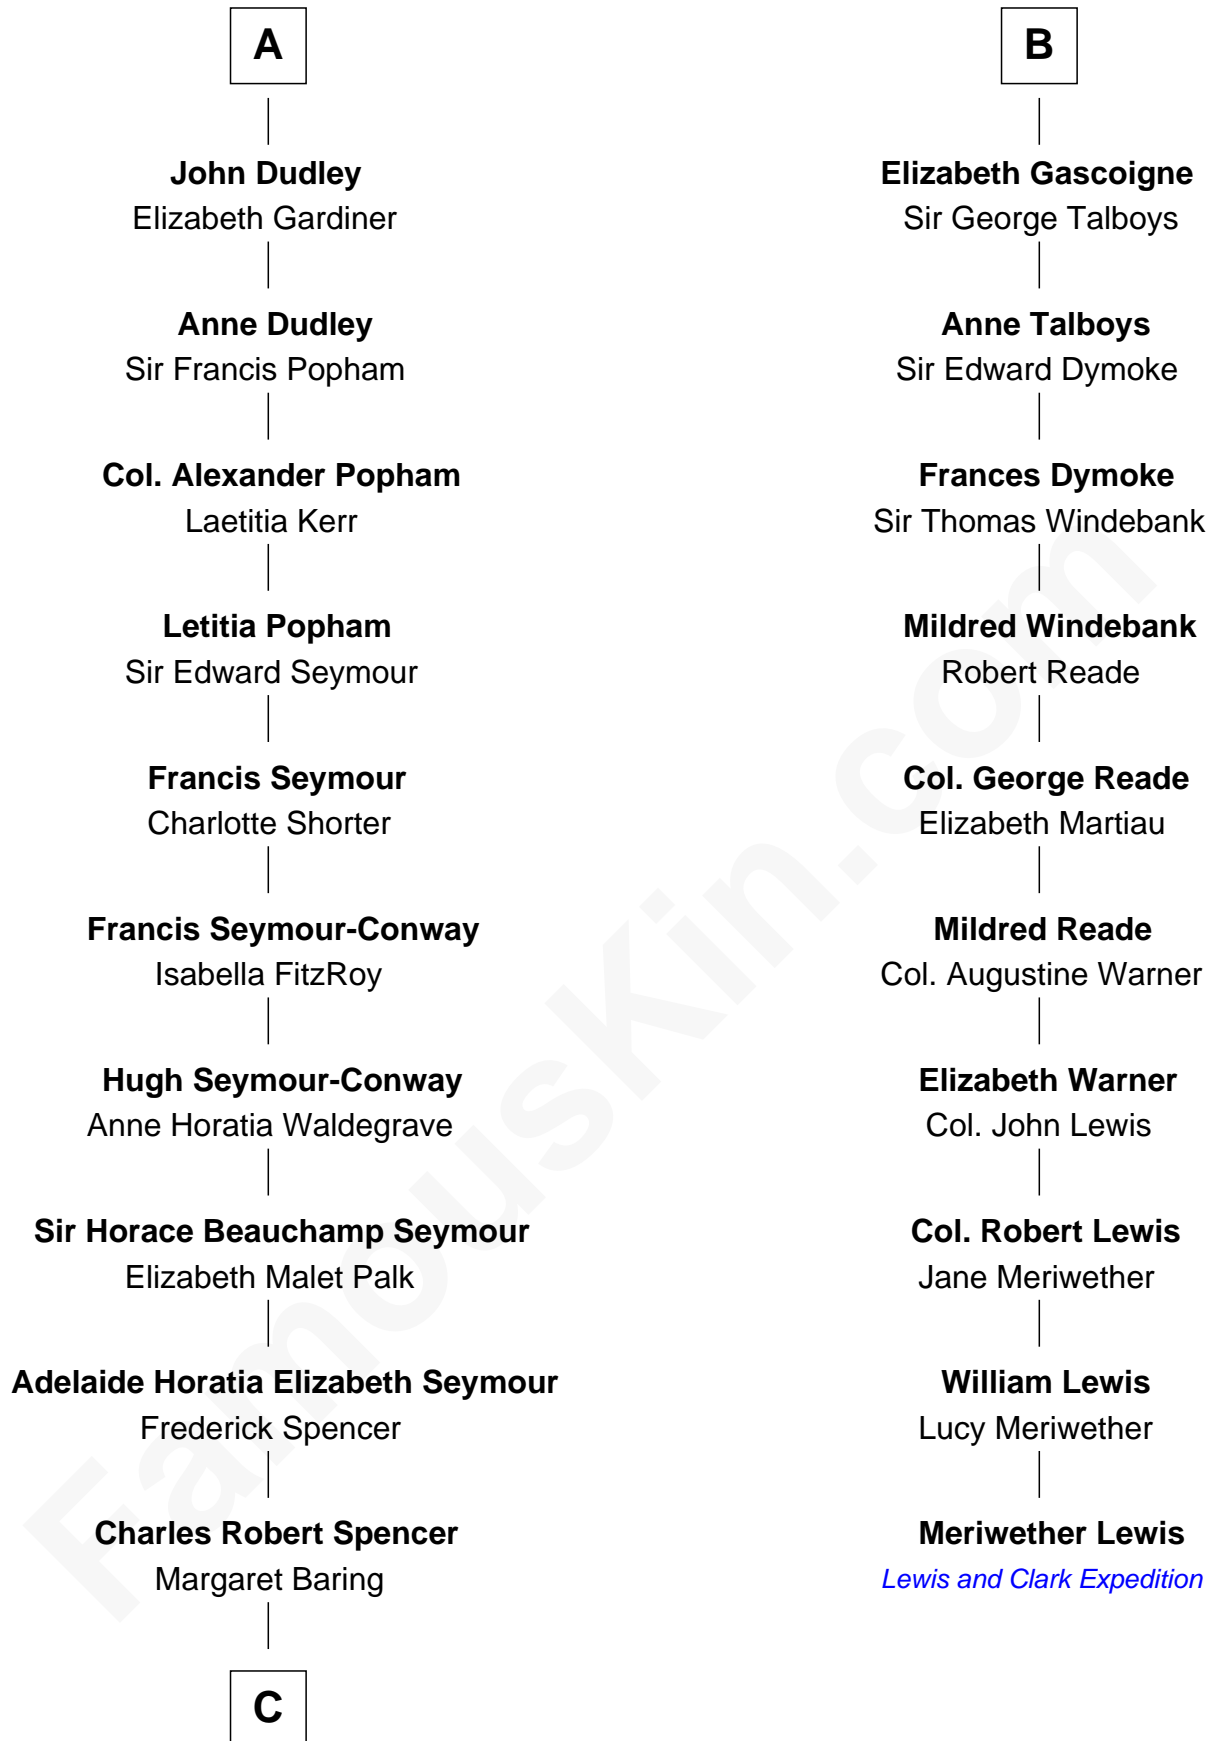 A
John Dudley
Elizabeth Gardiner
Anne Dudley
Sir Francis Popham
Col. Alexander Popham
Laetitia Kerr
Letitia Popham
Sir Edward Seymour
Francis Seymour
Charlotte Shorter
Francis Seymour-Conway
Isabella FitzRoy
Hugh Seymour-Conway
Anne Horatia Waldegrave
Sir Horace Beauchamp Seymour
Elizabeth Malet Palk
Adelaide Horatia Elizabeth Seymour
Frederick Spencer
Charles Robert Spencer
Margaret Baring
C
B
Elizabeth Gascoigne
Sir George Talboys
Anne Talboys
Sir Edward Dymoke
Frances Dymoke
Sir Thomas Windebank
Mildred Windebank
Robert Reade
Col. George Reade
Elizabeth Martiau
Mildred Reade
Col. Augustine Warner
Elizabeth Warner
Col. John Lewis
Col. Robert Lewis
Jane Meriwether
William Lewis
Lucy Meriwether
Meriwether Lewis
Lewis and Clark Expedition
FamousKin.com